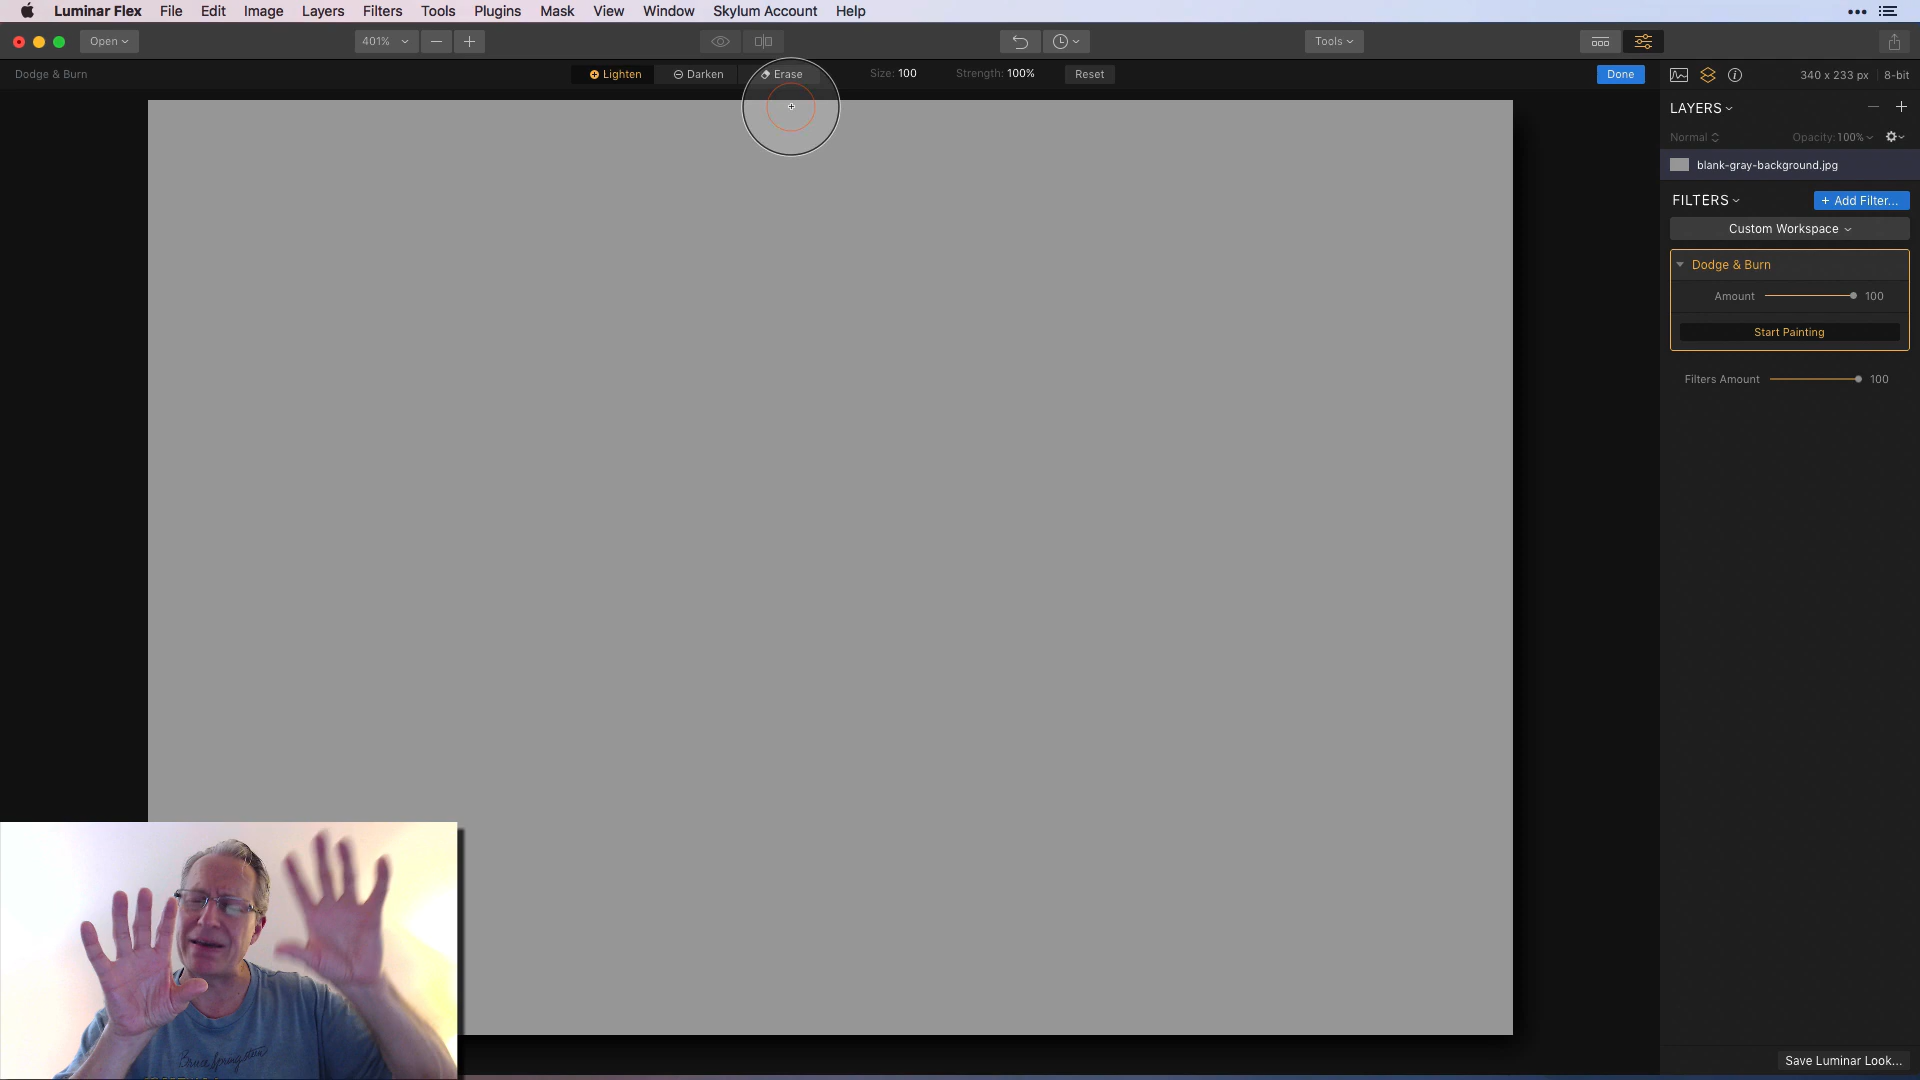 Luminar Flex File Edit Image Layers Filters Tools Plugins Mask View Window Skylum Account Help
Open 401% Tools
Dodge & Burn Lighten Darken Erase Size: 100 Strength: 100% Reset Done 340 x 233 px 8-bit
LAYERS
Normal Opacity: 100%
blank-gray-background.jpg
FILTERS + Add Filter...
Custom Workspace
Dodge & Burn
Amount 100
Start Painting
Filters Amount 100
Bruce Springsteen
Save Luminar Look...